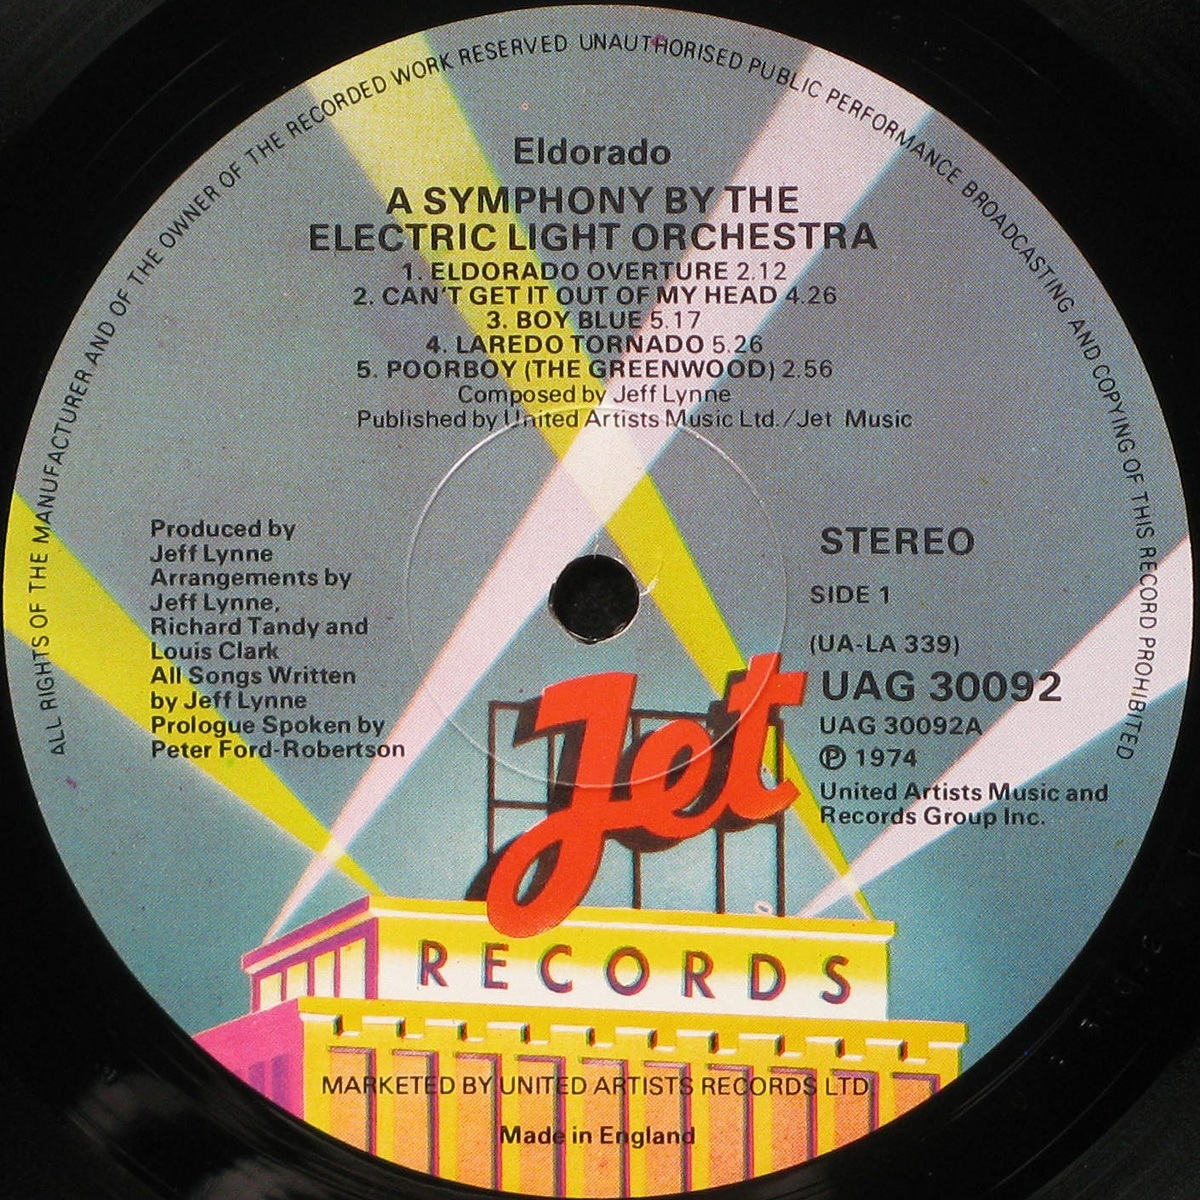 ALL RIGHTS OF THE MANUFACTURER AND OF THE OWNER OF THE RECORDED WORK RESERVED UNAUTHORISED PUBLIC PERFORMANCE BROADCASTING AND COPYING OF THIS RECORD PROHIBITED
Eldorado
A SYMPHONY BY THE
ELECTRIC LIGHT ORCHESTRA
1. ELDORADO OVERTURE 2.12
2. CAN'T GET IT OUT OF MY HEAD 4.26
3. BOY BLUE 5.17
4. LAREDO TORNADO 5.26
5. POORBOY (THE GREENWOOD) 2.56
Composed by Jeff Lynne
Published by United Artists Music Ltd./Jet Music
Produced by
Jeff Lynne
Arrangements by
Jeff Lynne,
Richard Tandy and
Louis Clark
All Songs Written
by Jeff Lynne
Prologue Spoken by
Peter Ford-Robertson
STEREO
SIDE 1
(UA-LA 339)
UAG 30092
UAG 30092A
℗ 1974
United Artists Music and
Records Group Inc.
Jet
RECORDS
MARKETED BY UNITED ARTISTS RECORDS LTD.
Made in England